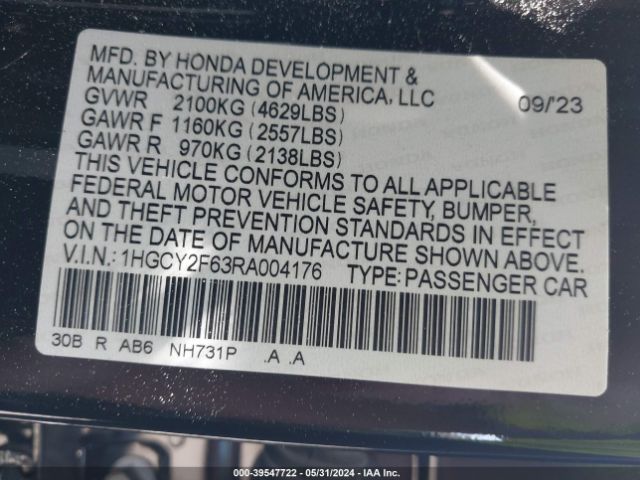 MFD. BY HONDA DEVELOPMENT &
MANUFACTURING OF AMERICA, LLC 09/'23
GVWR 2100KG (4629LBS)
GAWR F 1160KG (2557LBS)
GAWR R 970KG (2138LBS)
THIS VEHICLE CONFORMS TO ALL APPLICABLE
FEDERAL MOTOR VEHICLE SAFETY, BUMPER,
AND THEFT PREVENTION STANDARDS IN EFFECT
ON THE DATE OF MANUFACTURE SHOWN ABOVE.
V.I.N.: 1HGCY2F63RA004176 TYPE: PASSENGER CAR
30B R AB6 NH731P .A .A
000-39547722 - 05/31/2024 - IAA Inc.